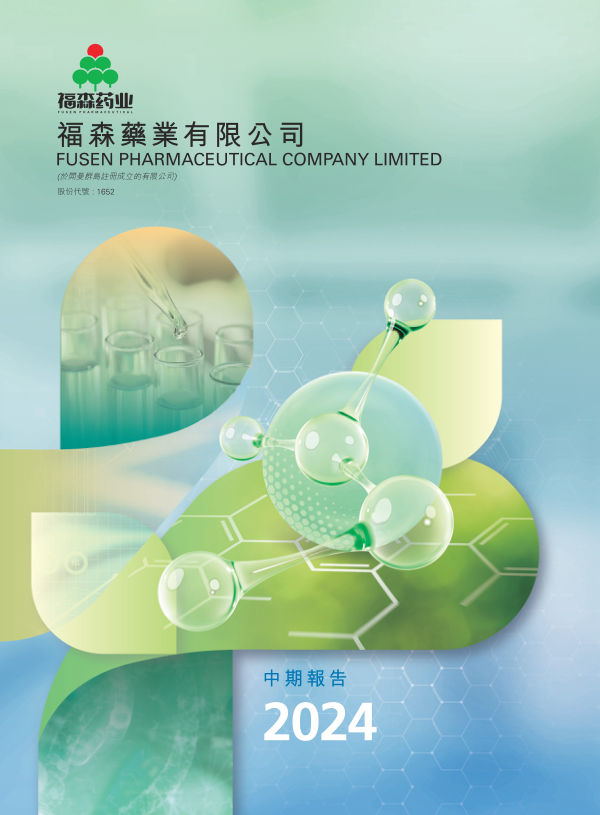 福森药业
FUSEN PHARMACEUTICAL
福森藥業有限公司
FUSEN PHARMACEUTICAL COMPANY LIMITED
(於開曼群島註冊成立的有限公司)
股份代號：1652
中期報告
2024